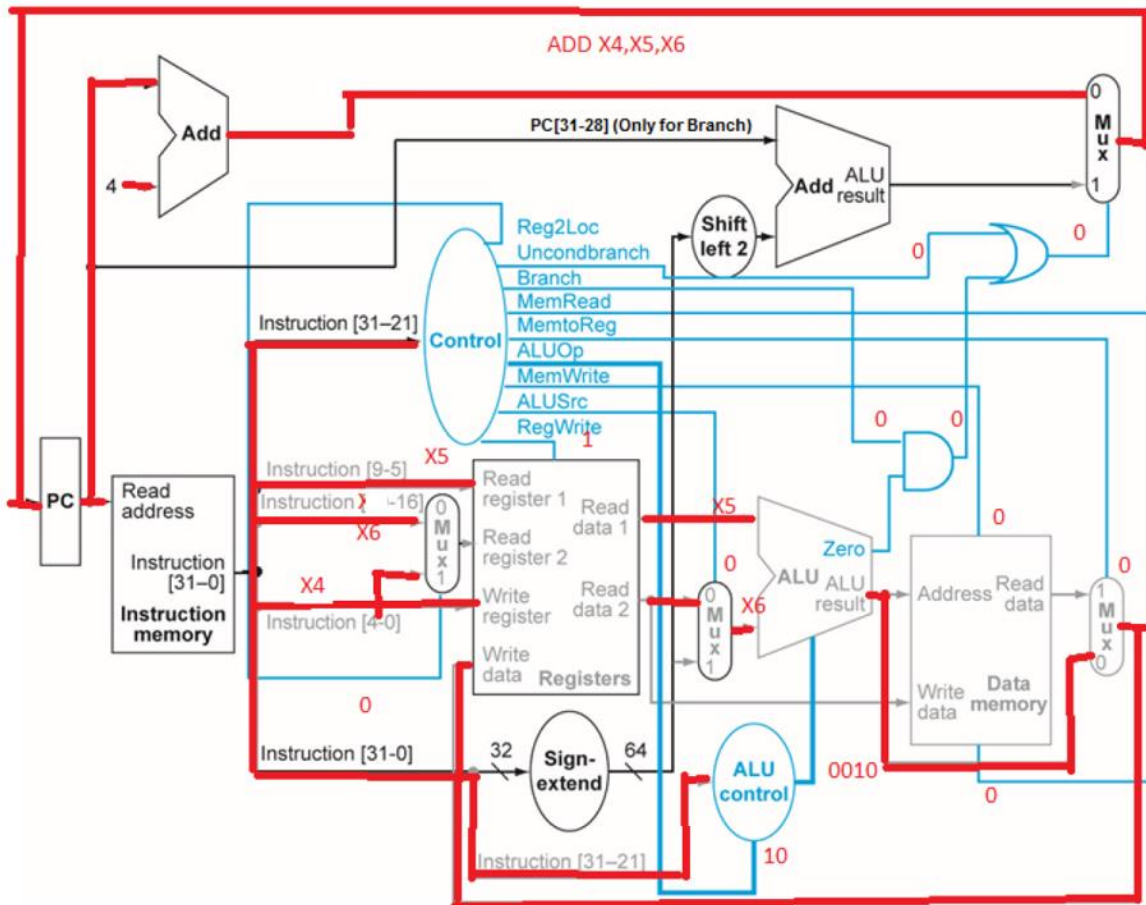 ADD X4,X5,X6
0
Mux
1
Add
4
PC[31-28] (Only for Branch)
Add
ALU
result
Shift
left 2
0
0
Reg2Loc
Uncondbranch
Branch
MemRead
MemtoReg
ALUOp
MemWrite
ALUSrc
RegWrite
Instruction [31–21]
Control
0
0
1
X5
PC
Read
address
Instruction
[31–0]
Instruction
memory
Instruction [9-5]
-16]
X6
X4
Instruction [4-0]
0
Mux
1
0
Read
register 1
Read
register 2
Write
register
Write
data
Read
data 1
Read
data 2
Registers
X5
0
0
Mux
1
X6
Zero
ALU
ALU
result
0
Address
Read
data
Write
data
Data
memory
0
0
1
Mux
0
Instruction [31-0]
32
Sign-
extend
64
ALU
control
0010
10
Instruction [31–21]